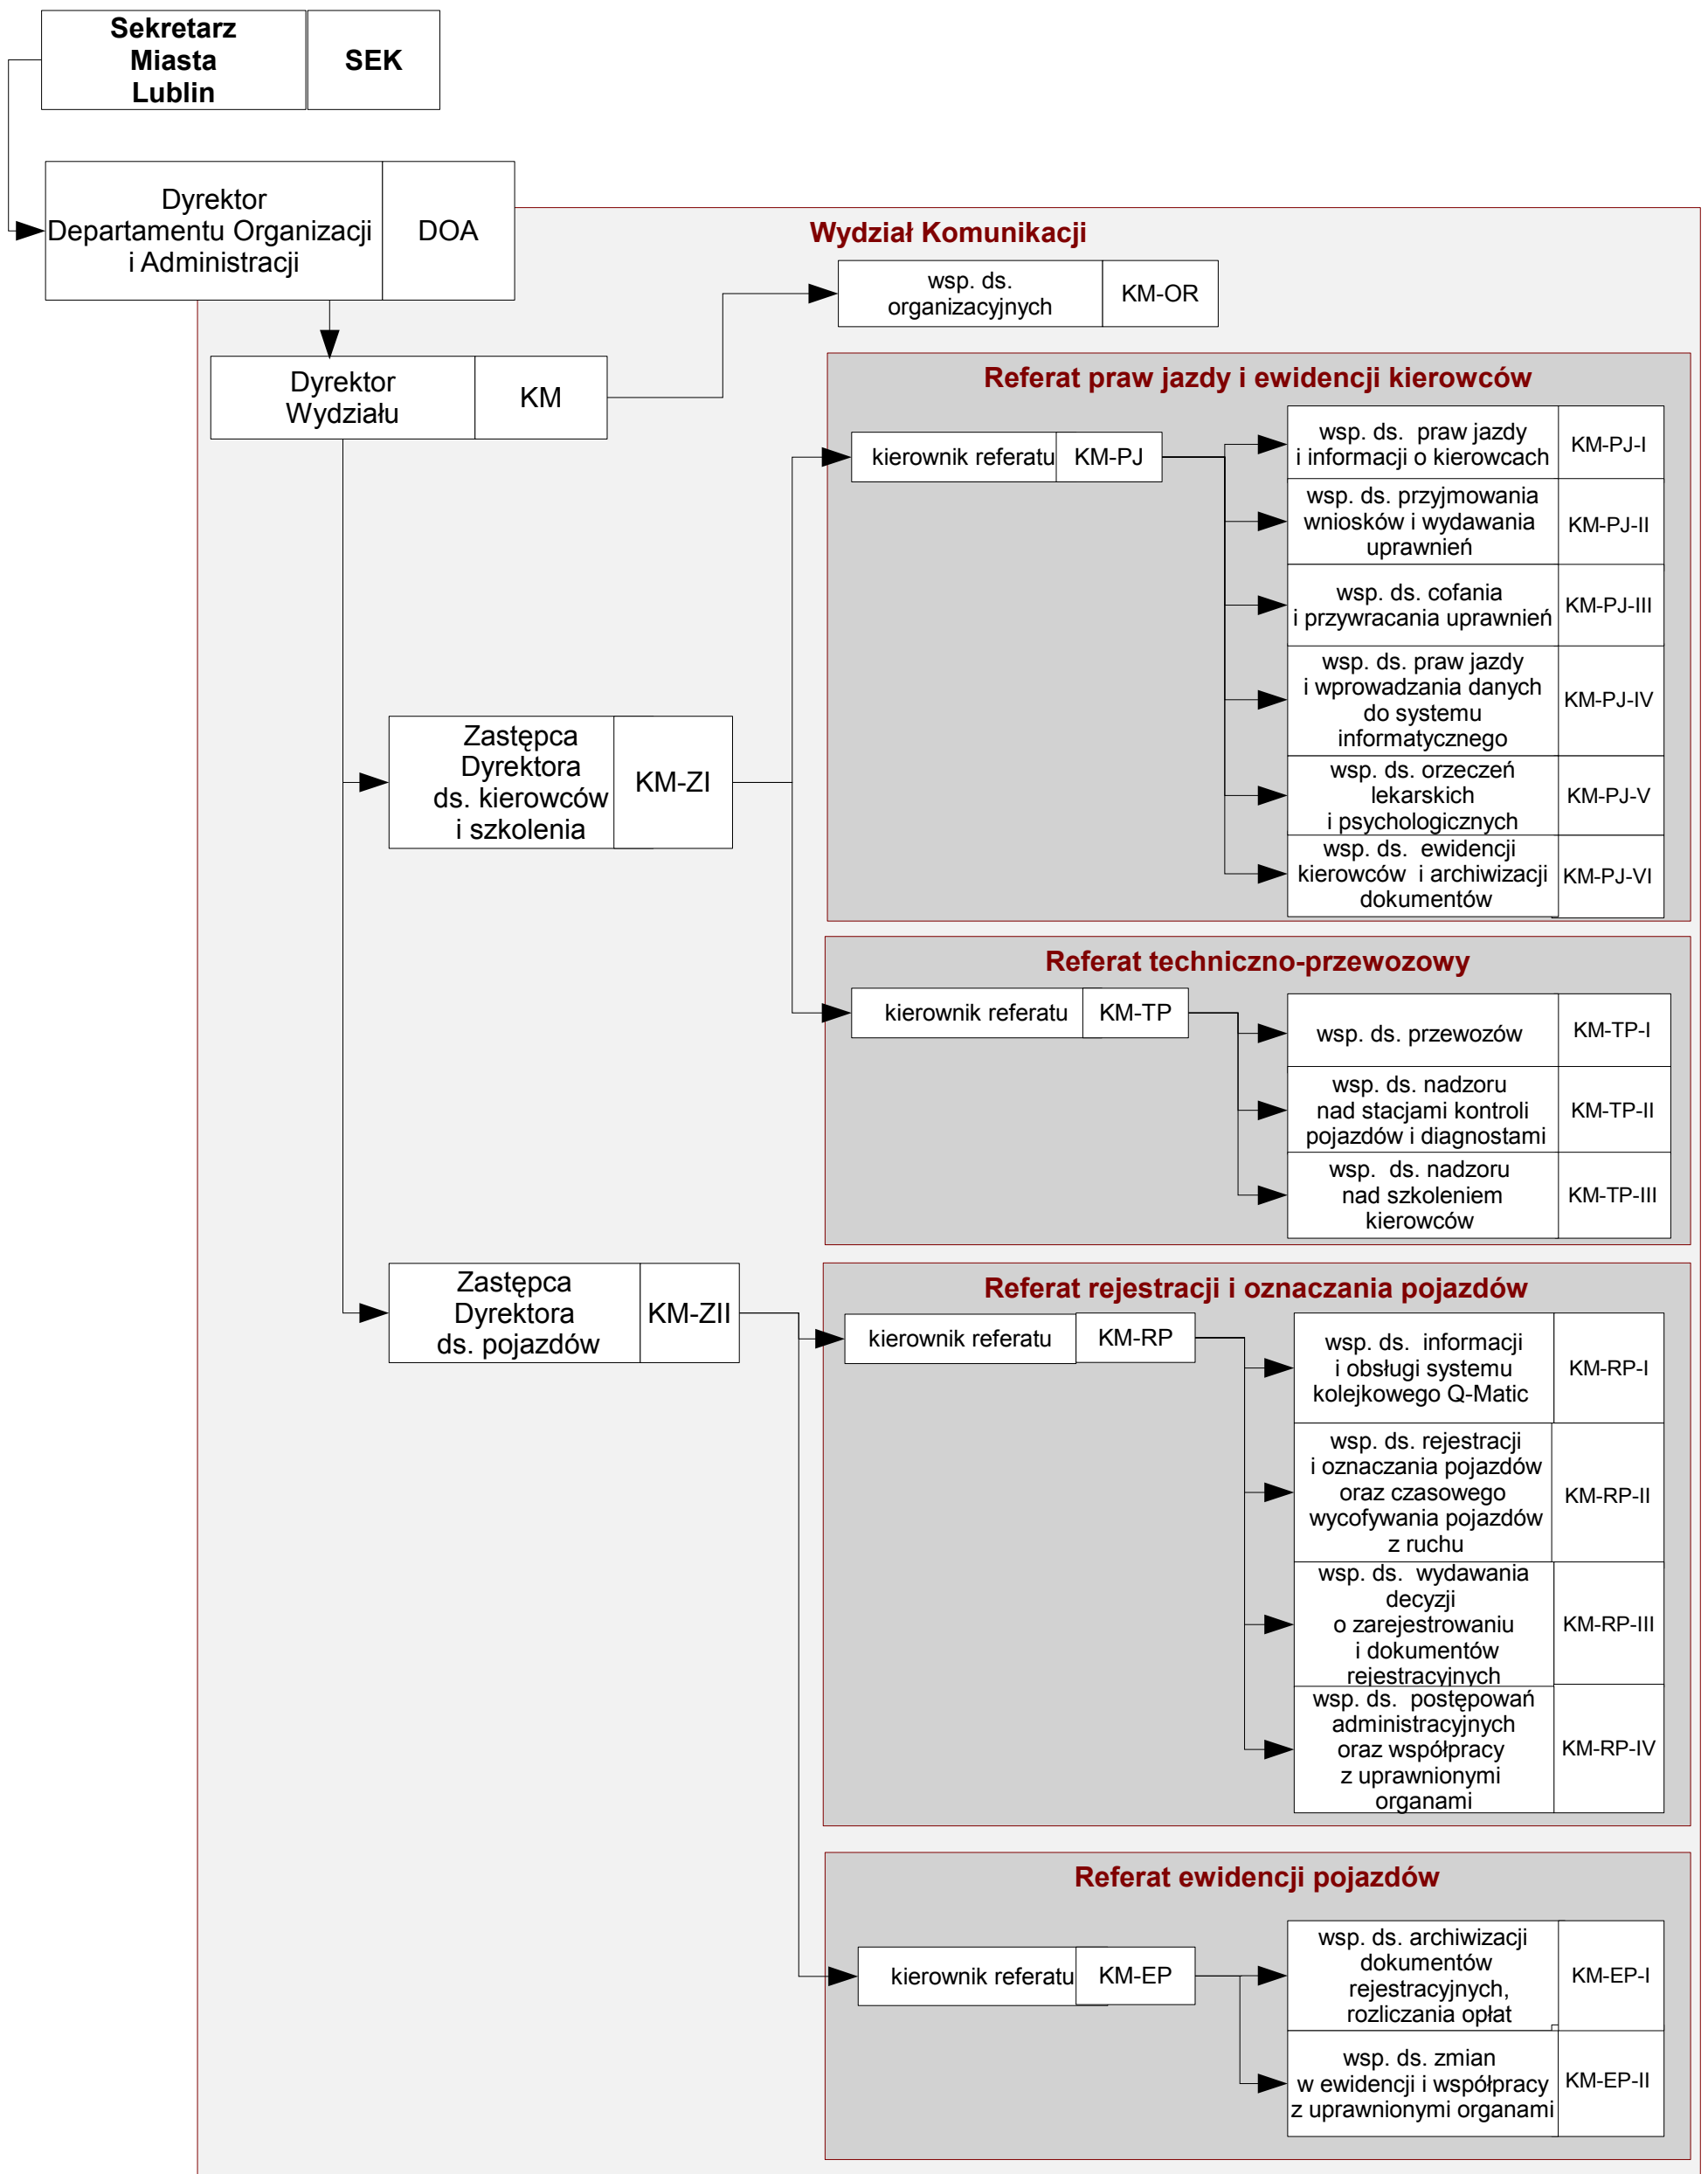 Sekretarz
Miasta
Lublin
SEK
Dyrektor
Departamentu Organizacji
i Administracji
DOA
Wydział Komunikacji
wsp. ds.
organizacyjnych
KM-OR
Dyrektor
Wydziału
KM
Referat praw jazdy i ewidencji kierowców
kierownik referatu
KM-PJ
wsp. ds. praw jazdy
i informacji o kierowcach
KM-PJ-I
wsp. ds. przyjmowania
wniosków i wydawania
uprawnień
KM-PJ-II
wsp. ds. cofania
i przywracania uprawnień
KM-PJ-III
wsp. ds. praw jazdy
i wprowadzania danych
do systemu
informatycznego
KM-PJ-IV
wsp. ds. orzeczeń
lekarskich
i psychologicznych
KM-PJ-V
wsp. ds. ewidencji
kierowców i archiwizacji
dokumentów
KM-PJ-VI
Zastępca
Dyrektora
ds. kierowców
i szkolenia
KM-ZI
Referat techniczno-przewozowy
kierownik referatu
KM-TP
wsp. ds. przewozów
KM-TP-I
wsp. ds. nadzoru
nad stacjami kontroli
pojazdów i diagnostami
KM-TP-II
wsp. ds. nadzoru
nad szkoleniem
kierowców
KM-TP-III
Zastępca
Dyrektora
ds. pojazdów
KM-ZII
Referat rejestracji i oznaczania pojazdów
kierownik referatu
KM-RP
wsp. ds. informacji
i obsługi systemu
kolejkowego Q-Matic
KM-RP-I
wsp. ds. rejestracji
i oznaczania pojazdów
oraz czasowego
wycofywania pojazdów
z ruchu
KM-RP-II
wsp. ds. wydawania
decyzji
o zarejestrowaniu
i dokumentów
rejestracyjnych
KM-RP-III
wsp. ds. postępowań
administracyjnych
oraz współpracy
z uprawnionymi
organami
KM-RP-IV
Referat ewidencji pojazdów
kierownik referatu
KM-EP
wsp. ds. archiwizacji
dokumentów
rejestracyjnych,
rozliczania opłat
KM-EP-I
wsp. ds. zmian
w ewidencji i współpracy
z uprawnionymi organami
KM-EP-II